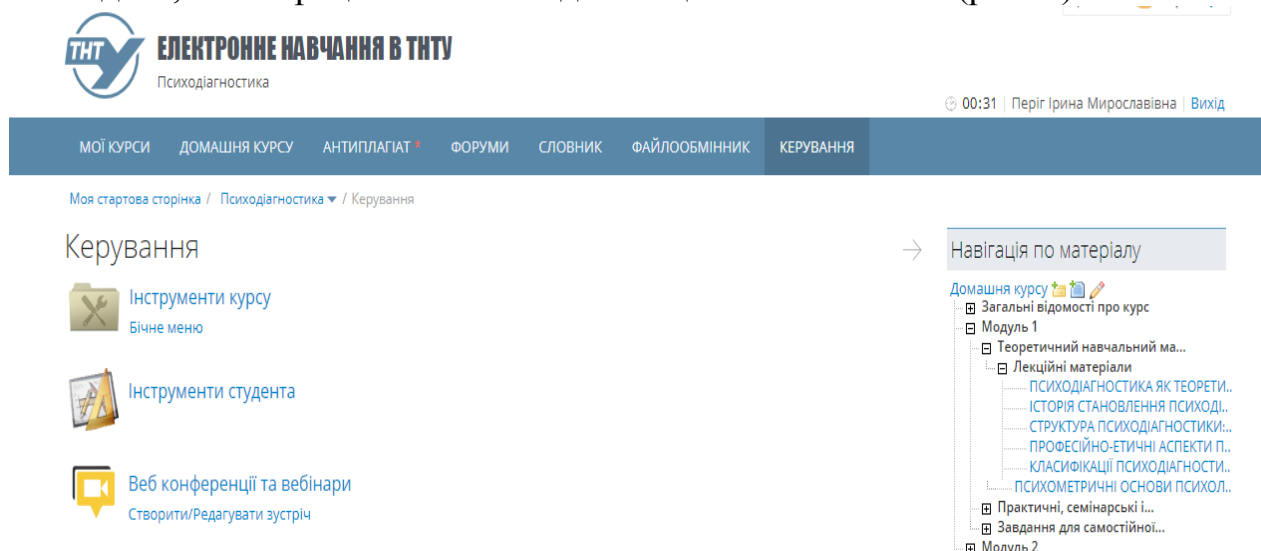 ТНТУ
ЕЛЕКТРОННЕ НАВЧАННЯ В ТНТУ
Психодіагностика
00:31 | Періг Ірина Мирославівна | Вихід
МОЇ КУРСИ ДОМАШНЯ КУРСУ АНТИПЛАГІАТ * ФОРУМИ СЛОВНИК ФАЙЛООБМІННИК КЕРУВАННЯ
Моя стартова сторінка / Психодіагностика / Керування
Керування
Інструменти курсу
Бічне меню
Інструменти студента
Веб конференції та вебінари
Створити/Редагувати зустріч
Навігація по матеріалу
Домашня курсу
Загальні відомості про курс
Модуль 1
Теоретичний навчальний ма...
Лекційні матеріали
ПСИХОДІАГНОСТИКА ЯК ТЕОРЕТИ..
ІСТОРІЯ СТАНОВЛЕННЯ ПСИХОДІ..
СТРУКТУРА ПСИХОДІАГНОСТИКИ:..
ПРОФЕСІЙНО-ЕТИЧНІ АСПЕКТИ П..
КЛАСИФІКАЦІЇ ПСИХОДІАГНОСТИ..
ПСИХОМЕТРИЧНІ ОСНОВИ ПСИХОЛ..
Практичні, семінарські і...
Завдання для самостійної...
Модуль 2